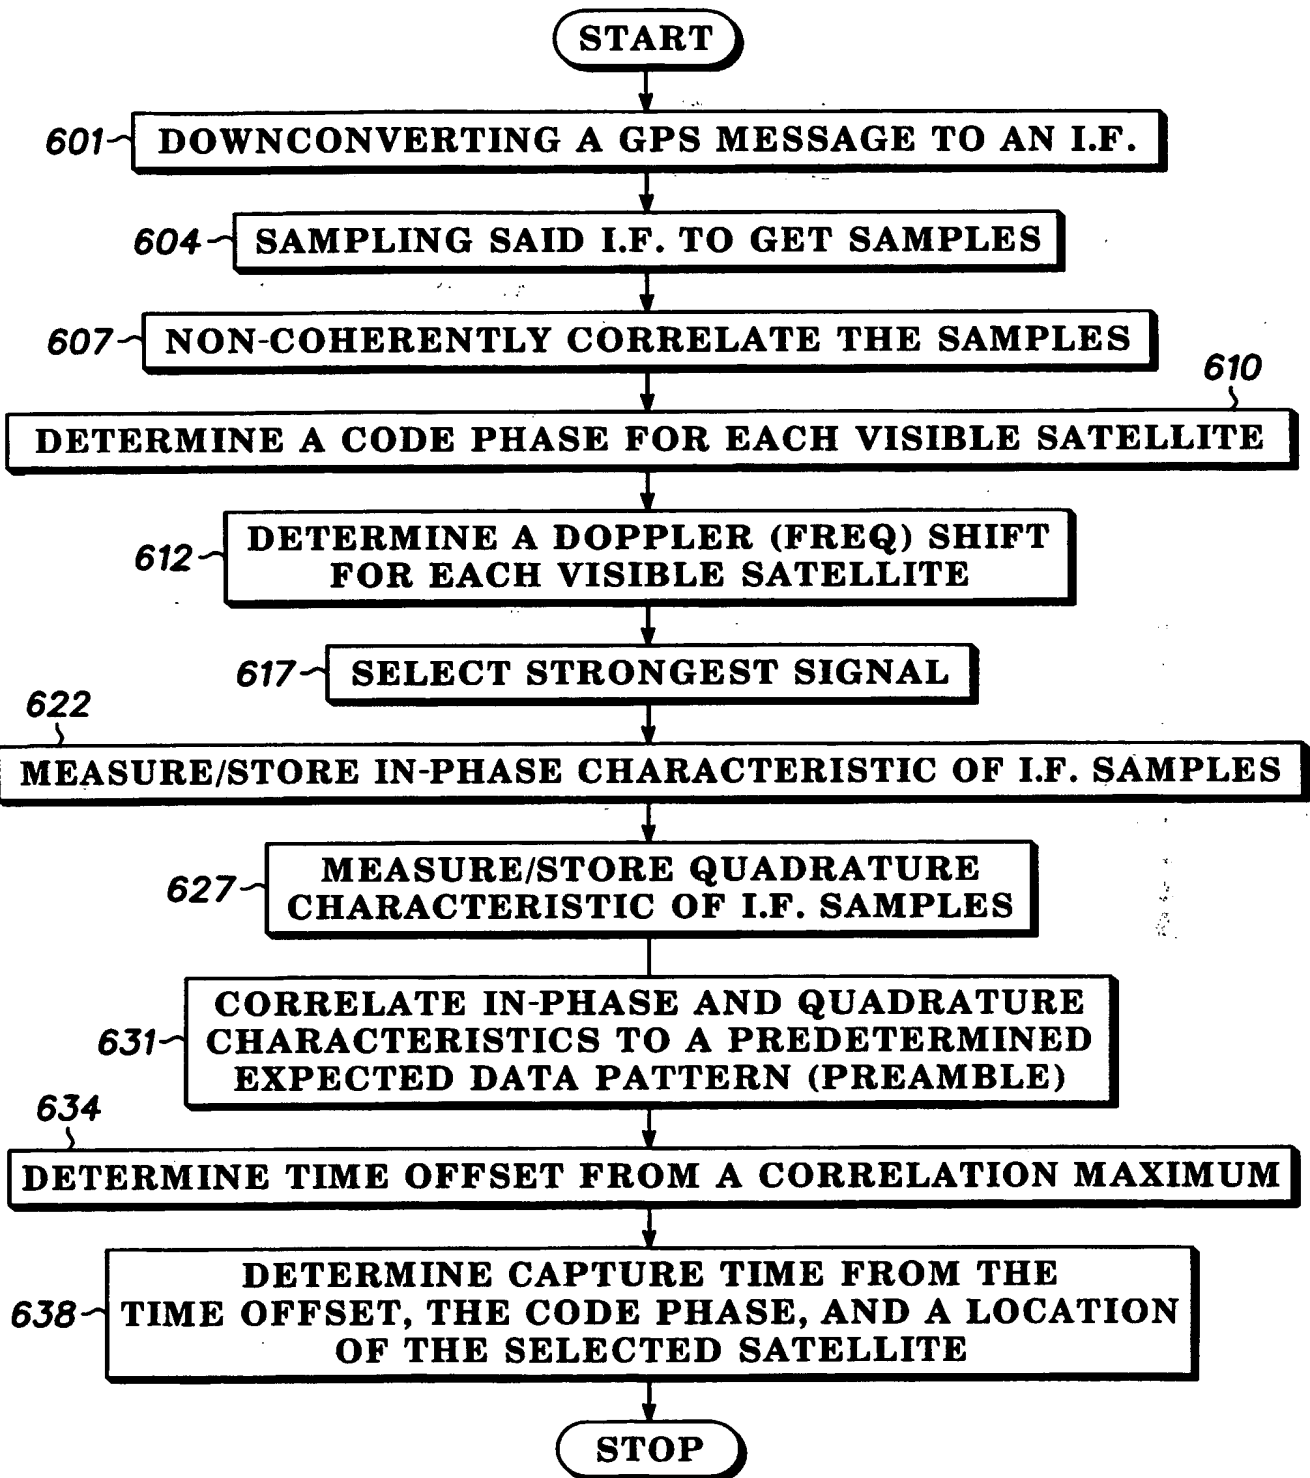 START
601 DOWNCONVERTING A GPS MESSAGE TO AN I.F.
604 SAMPLING SAID I.F. TO GET SAMPLES
607 NON-COHERENTLY CORRELATE THE SAMPLES
610
DETERMINE A CODE PHASE FOR EACH VISIBLE SATELLITE
DETERMINE A DOPPLER (FREQ) SHIFT
612
FOR EACH VISIBLE SATELLITE
617 SELECT STRONGEST SIGNAL
622
MEASURE/STORE IN-PHASE CHARACTERISTIC OF I.F. SAMPLES
MEASURE/STORE QUADRATURE
627
CHARACTERISTIC OF I.F. SAMPLES
CORRELATE IN-PHASE AND QUADRATURE
631 CHARACTERISTICS TO A PREDETERMINED
EXPECTED DATA PATTERN (PREAMBLE)
634
DETERMINE TIME OFFSET FROM A CORRELATION MAXIMUM
DETERMINE CAPTURE TIME FROM THE
638 TIME OFFSET, THE CODE PHASE, AND A LOCATION
OF THE SELECTED SATELLITE
STOP